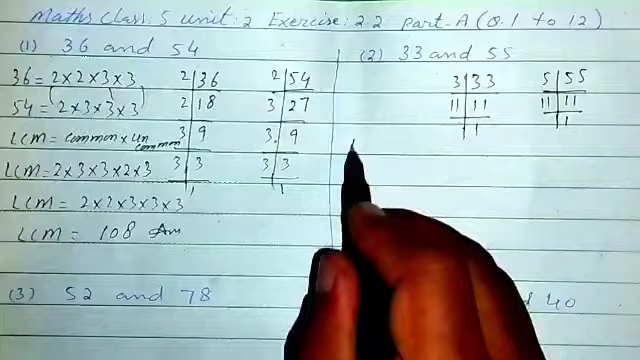 Maths Class 5 unit: 2 Exercise: 2.2 part-A (Q.1 to 12)
(1) 36 and 54
36 = 2×2×3×3
54 = 2×3×3×3
LCM = common × un common
LCM = 2×3×3×2×3
LCM = 2×2×3×3×3
LCM = 108 Ans
2 36
2 18
3 9
3 3
1
2 54
3 27
3 9
3 3
1
(2) 33 and 55
3 33
11 11
1
5 55
11 11
1
(3) 52 and 78
40